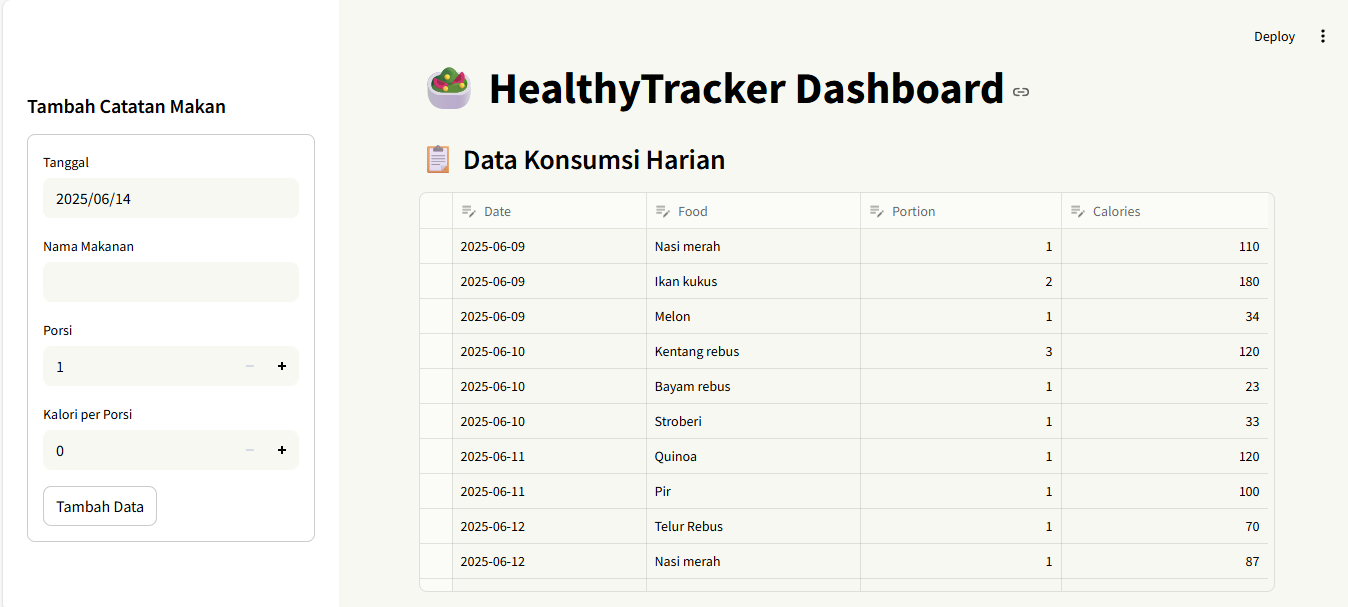 Deploy
Tambah Catatan Makan
Tanggal
2025/06/14
Nama Makanan
Porsi
1
Kalori per Porsi
0
Tambah Data
HealthyTracker Dashboard
Data Konsumsi Harian
Date Food Portion Calories
2025-06-09 Nasi merah 1 110
2025-06-09 Ikan kukus 2 180
2025-06-09 Melon 1 34
2025-06-10 Kentang rebus 3 120
2025-06-10 Bayam rebus 1 23
2025-06-10 Stroberi 1 33
2025-06-11 Quinoa 1 120
2025-06-11 Pir 1 100
2025-06-12 Telur Rebus 1 70
2025-06-12 Nasi merah 1 87